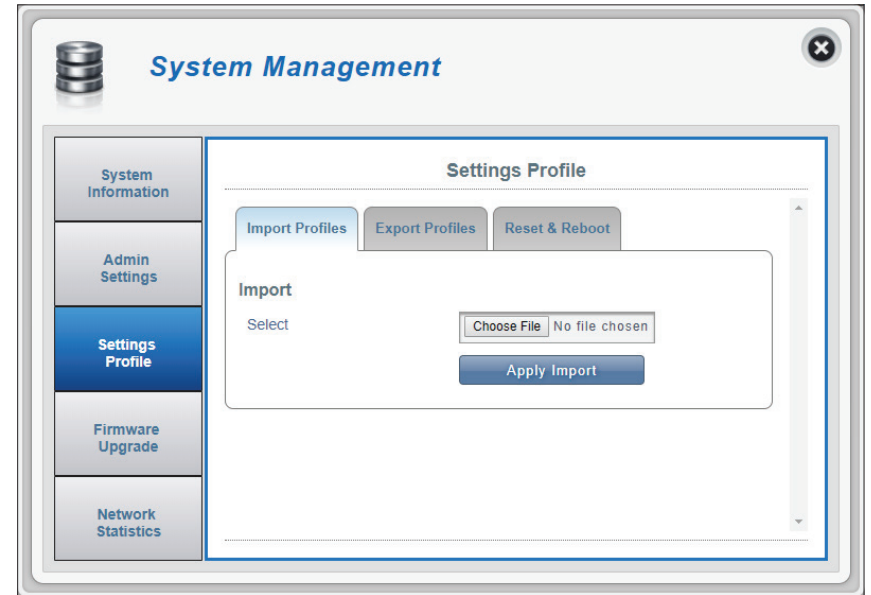 System Management
System
Information
Admin
Settings
Settings
Profile
Firmware
Upgrade
Network
Statistics
Settings Profile
Import Profiles
Export Profiles
Reset & Reboot
Import
Select
Choose File No file chosen
Apply Import